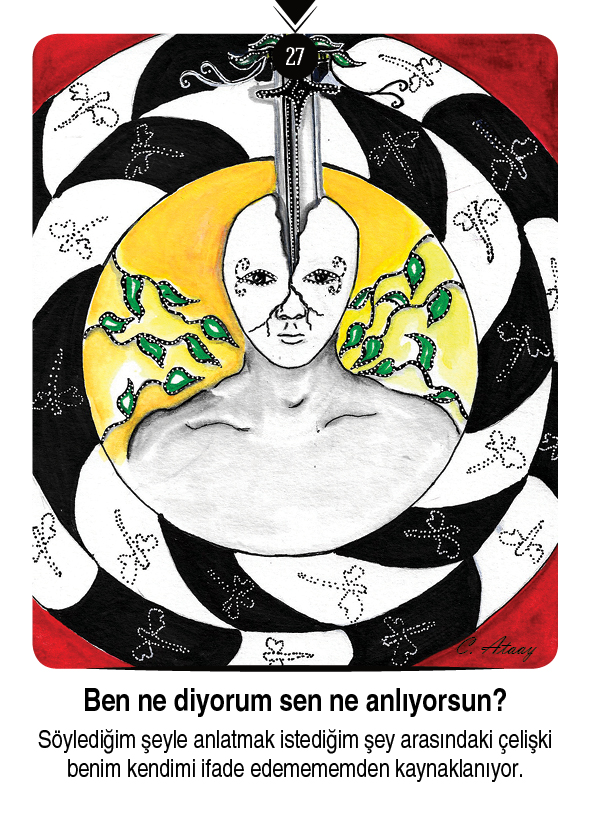 27
C. Ataay
Ben ne diyorum sen ne anlıyorsun?
Söylediğim şeyle anlatmak istediğim şey arasındaki çelişki
benim kendimi ifade edemememden kaynaklanıyor.